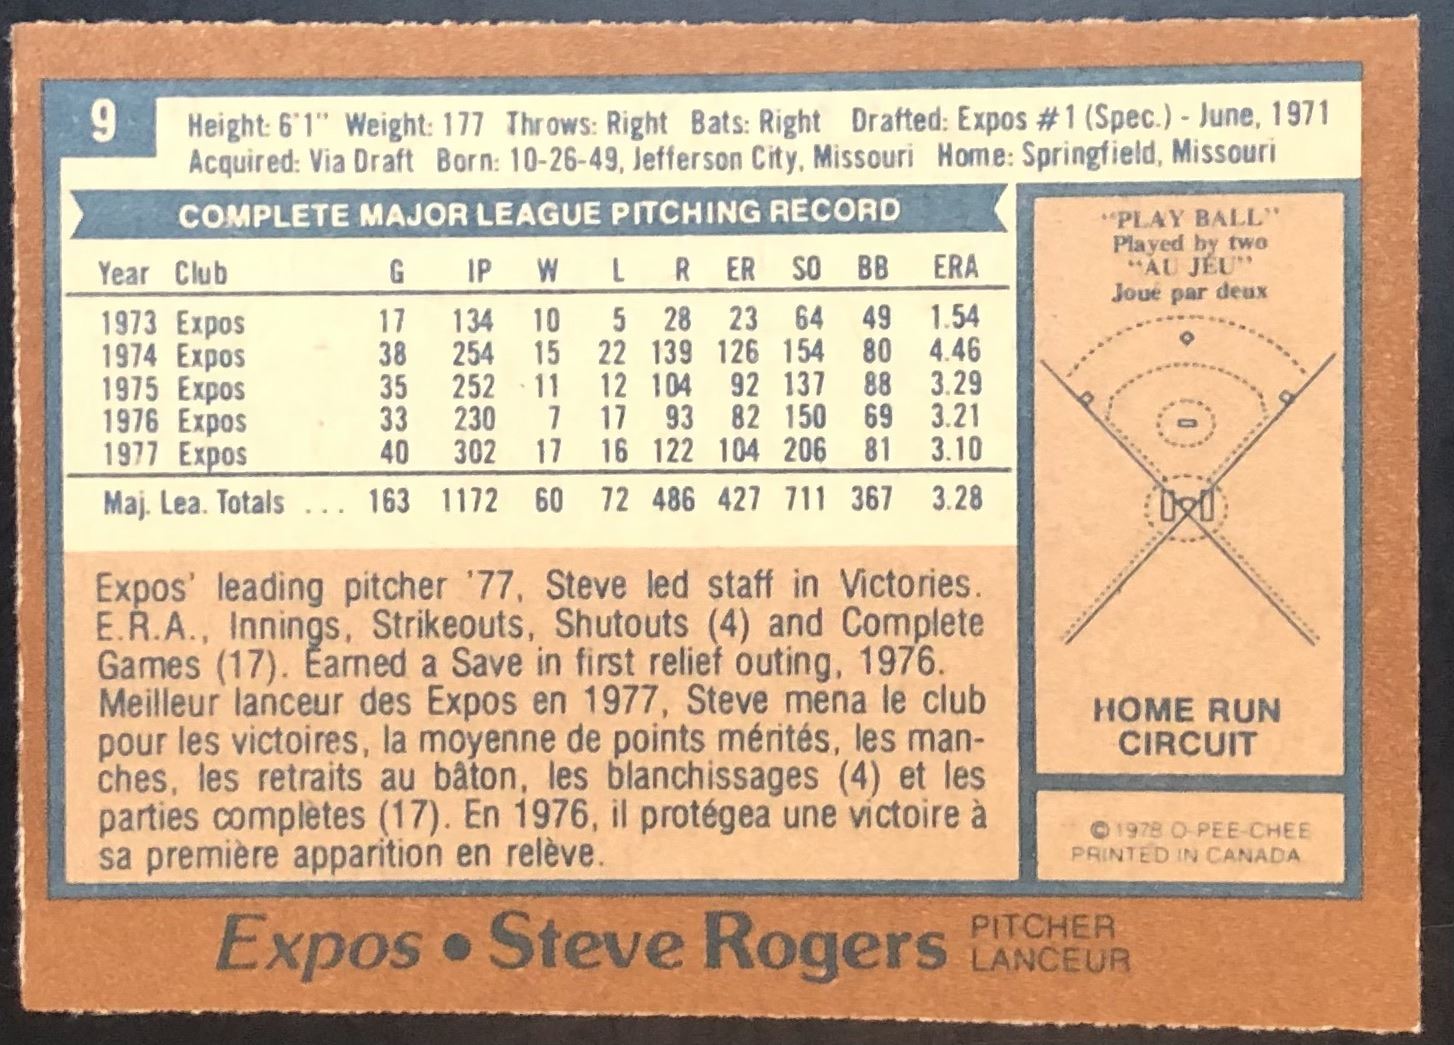 9
Height: 6'1" Weight: 177 Throws: Right Bats: Right Drafted: Expos #1 (Spec.) - June, 1971
Acquired: Via Draft Born: 10-26-49, Jefferson City, Missouri Home: Springfield, Missouri
COMPLETE MAJOR LEAGUE PITCHING RECORD
Year Club G IP W L R ER SO BB ERA
1973 Expos 17 134 10 5 28 23 64 49 1.54
1974 Expos 38 254 15 22 139 126 154 80 4.46
1975 Expos 35 252 11 12 104 92 137 88 3.29
1976 Expos 33 230 7 17 93 82 150 69 3.21
1977 Expos 40 302 17 16 122 104 206 81 3.10
Maj. Lea. Totals ... 163 1172 60 72 486 427 711 367 3.28
Expos' leading pitcher '77, Steve led staff in Victories.
E.R.A., Innings, Strikeouts, Shutouts (4) and Complete
Games (17). Earned a Save in first relief outing, 1976.
Meilleur lanceur des Expos en 1977, Steve mena le club
pour les victoires, la moyenne de points mérités, les man-
ches, les retraits au bâton, les blanchissages (4) et les
parties complètes (17). En 1976, il protégea une victoire à
sa première apparition en relève.
"PLAY BALL"
Played by two
"AU JEU"
Joué par deux
HOME RUN
CIRCUIT
© 1978 O-PEE-CHEE
PRINTED IN CANADA
Expos • Steve Rogers PITCHER
LANCEUR